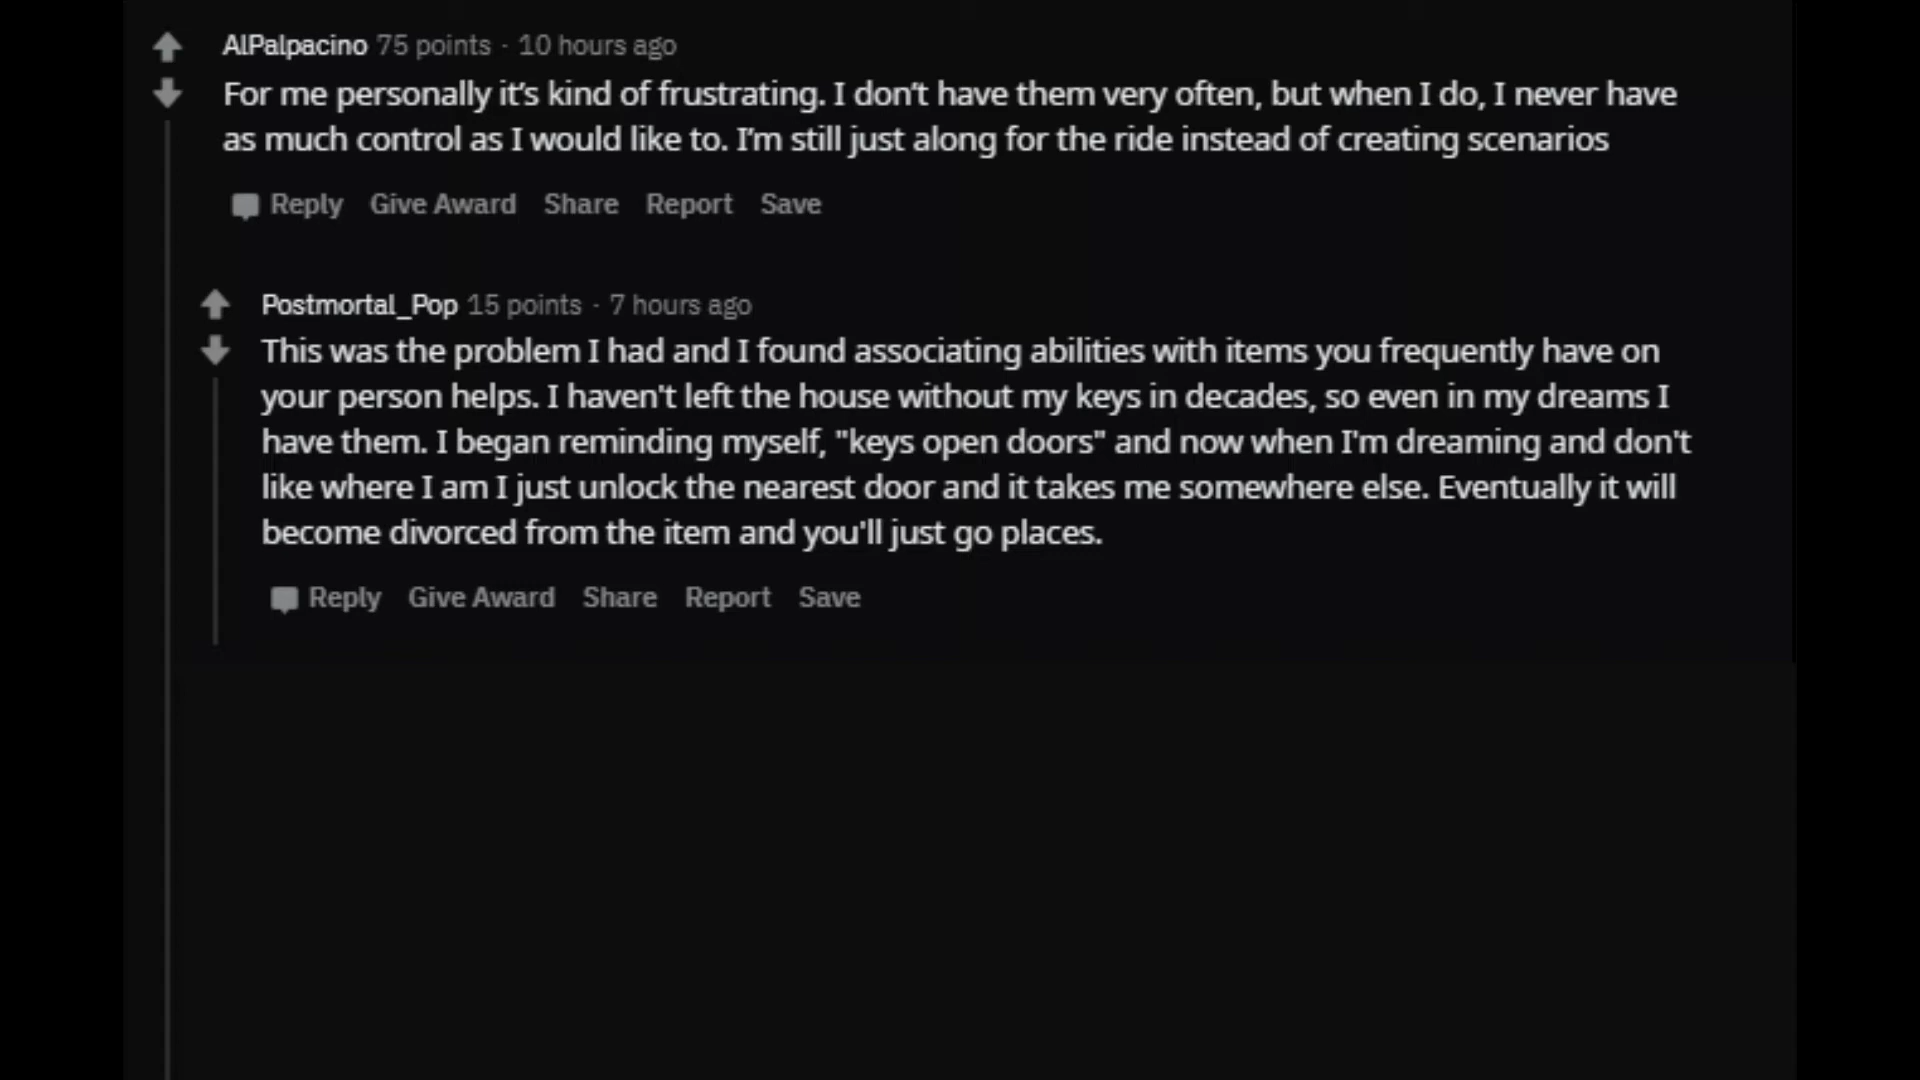 AlPalpacino 75 points · 10 hours ago
For me personally it’s kind of frustrating. I don’t have them very often, but when I do, I never have
as much control as I would like to. I’m still just along for the ride instead of creating scenarios
Reply Give Award Share Report Save
Postmortal_Pop 15 points · 7 hours ago
This was the problem I had and I found associating abilities with items you frequently have on
your person helps. I haven't left the house without my keys in decades, so even in my dreams I
have them. I began reminding myself, "keys open doors" and now when I'm dreaming and don't
like where I am I just unlock the nearest door and it takes me somewhere else. Eventually it will
become divorced from the item and you'll just go places.
Reply Give Award Share Report Save